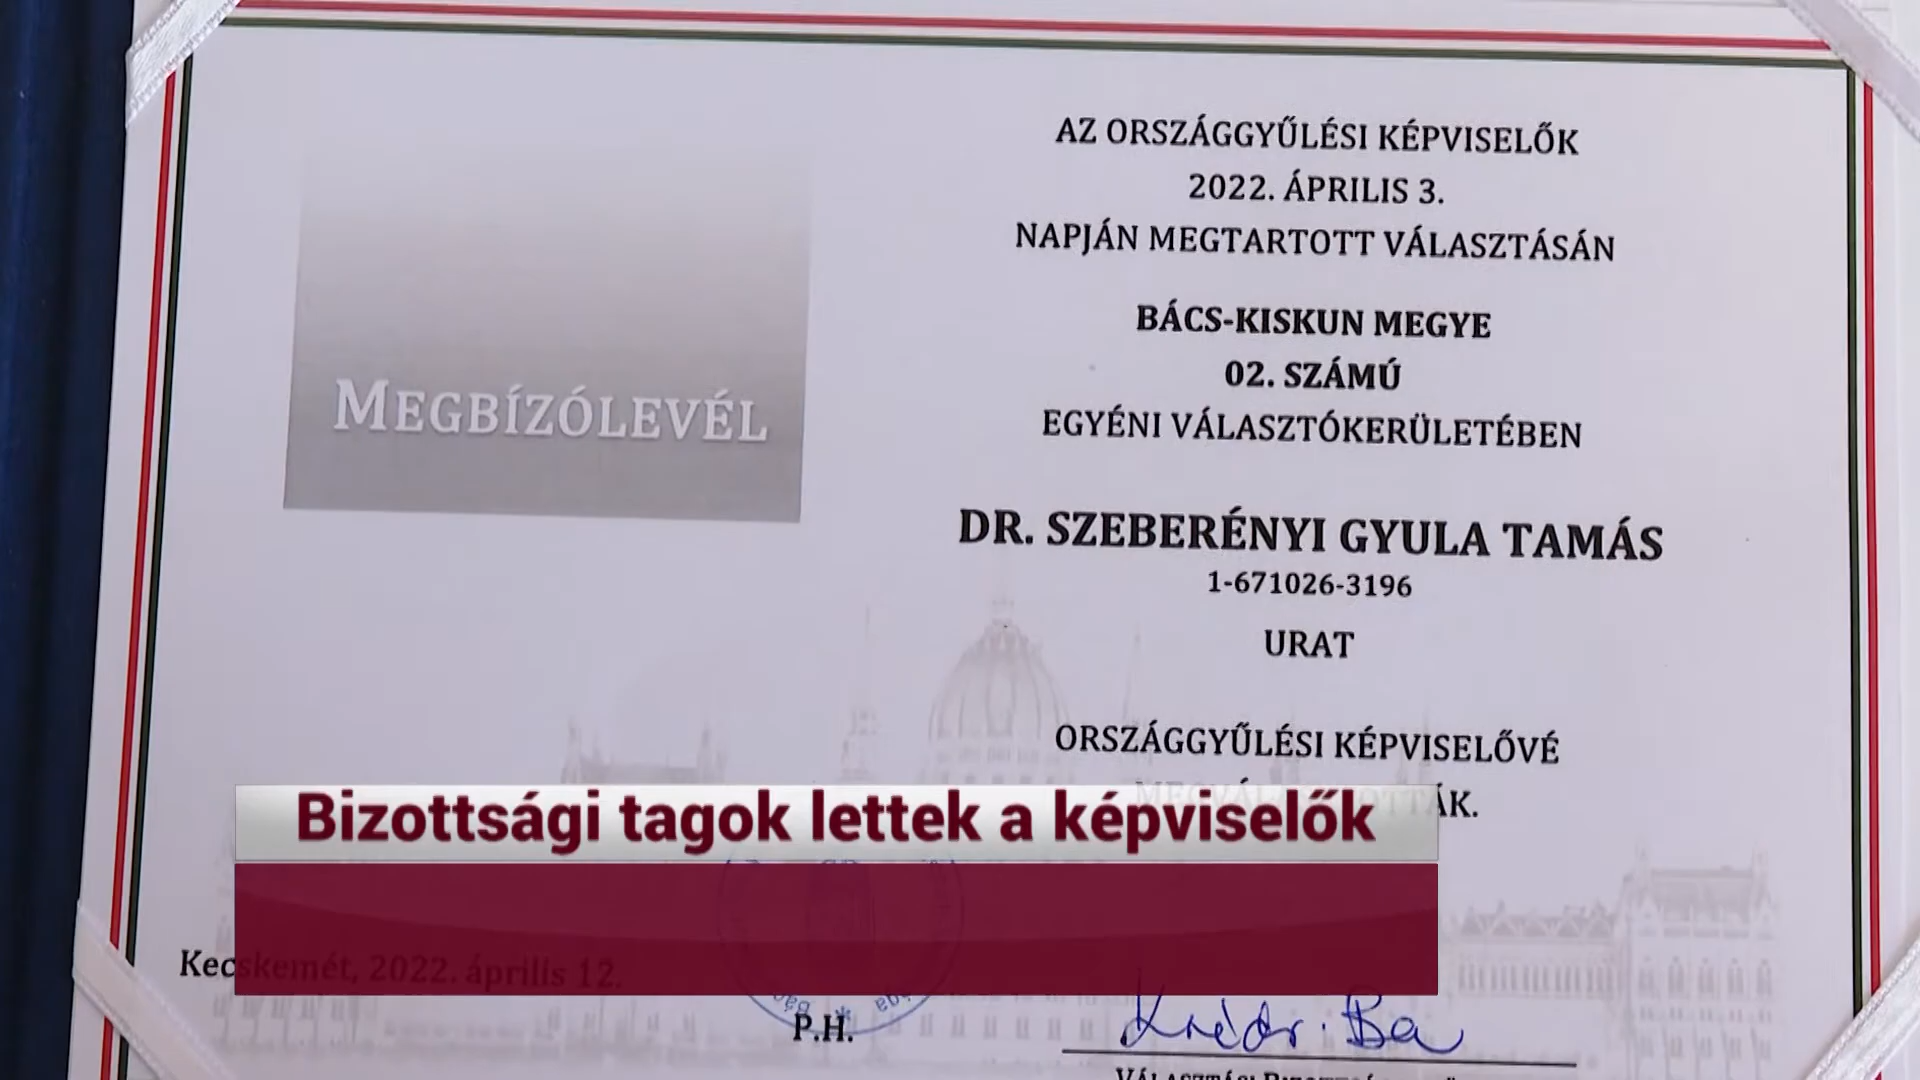 AZ ORSZÁGGYŰLÉSI KÉPVISELŐK
2022. ÁPRILIS 3.
NAPJÁN MEGTARTOTT VÁLASZTÁSÁN
BÁCS-KISKUN MEGYE
02. SZÁMÚ
EGYÉNI VÁLASZTÓKERÜLETÉBEN
MEGBÍZÓLEVÉL
DR. SZEBERÉNYI GYULA TAMÁS
1-671026-3196
URAT
ORSZÁGGYŰLÉSI KÉPVISELŐVÉ
MEGVÁLASZTOTTÁK.
Bizottsági tagok lettek a képviselők
Kecskemét, 2022. április 12.
P.H.